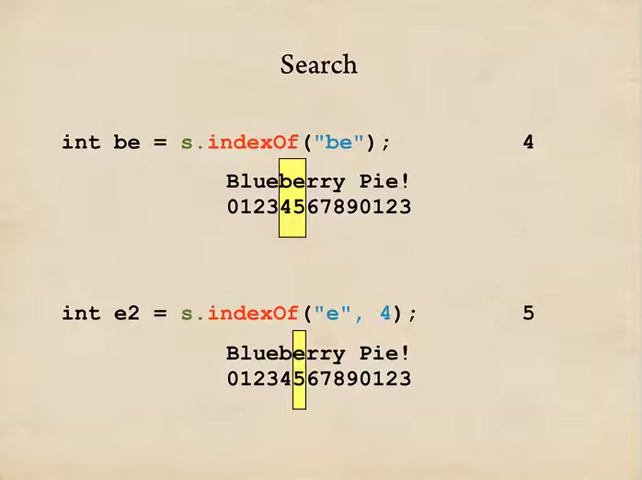 Search
int be = s.indexOf("be"); 4
Blueberry Pie!
01234567890123
int e2 = s.indexOf("e", 4); 5
Blueberry Pie!
01234567890123